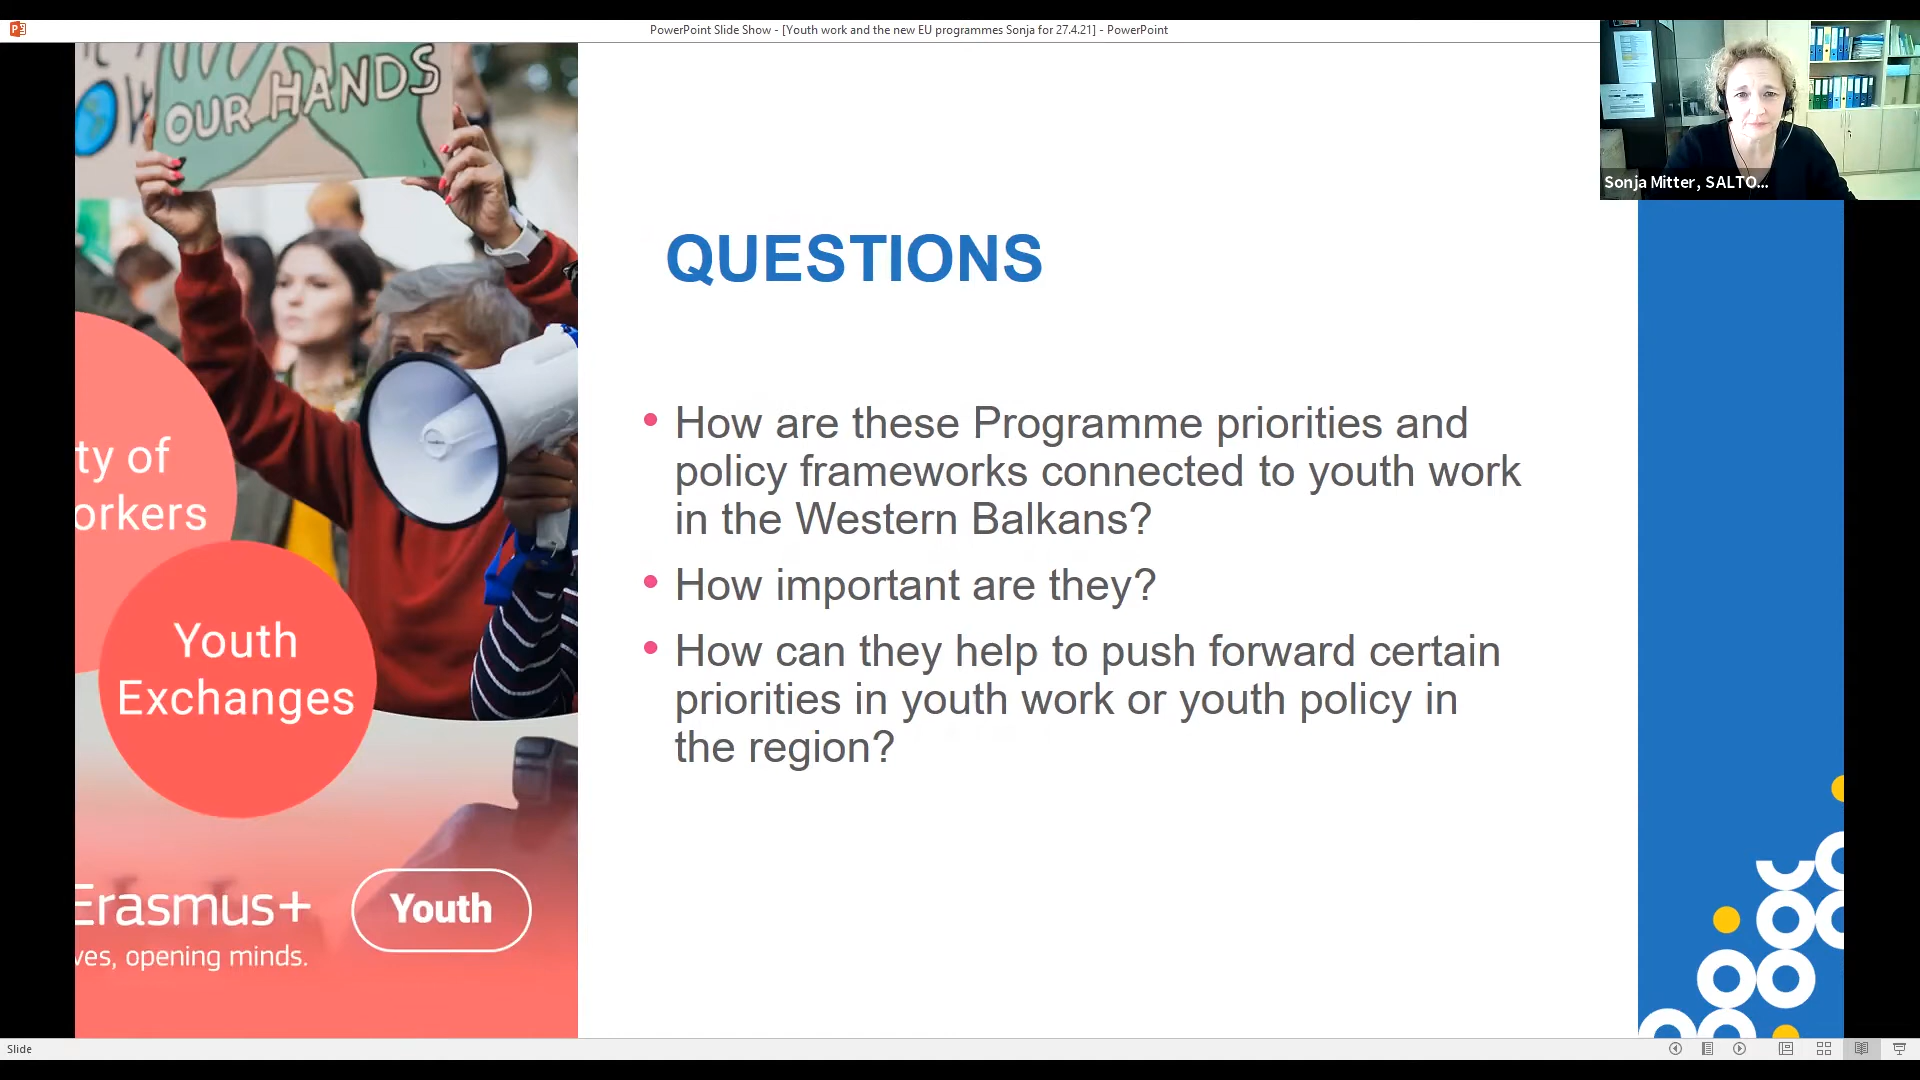 PowerPoint Slide Show - [Youth work and the new EU programmes Sonja for 27.4.21] - PowerPoint
OUR HANDS
Sonja Mitter, SALTO...
QUESTIONS
• How are these Programme priorities and
policy frameworks connected to youth work
in the Western Balkans?
• How important are they?
• How can they help to push forward certain
priorities in youth work or youth policy in
the region?
ty of
orkers
Youth
Exchanges
Erasmus+
Youth
ves, opening minds.
Slide